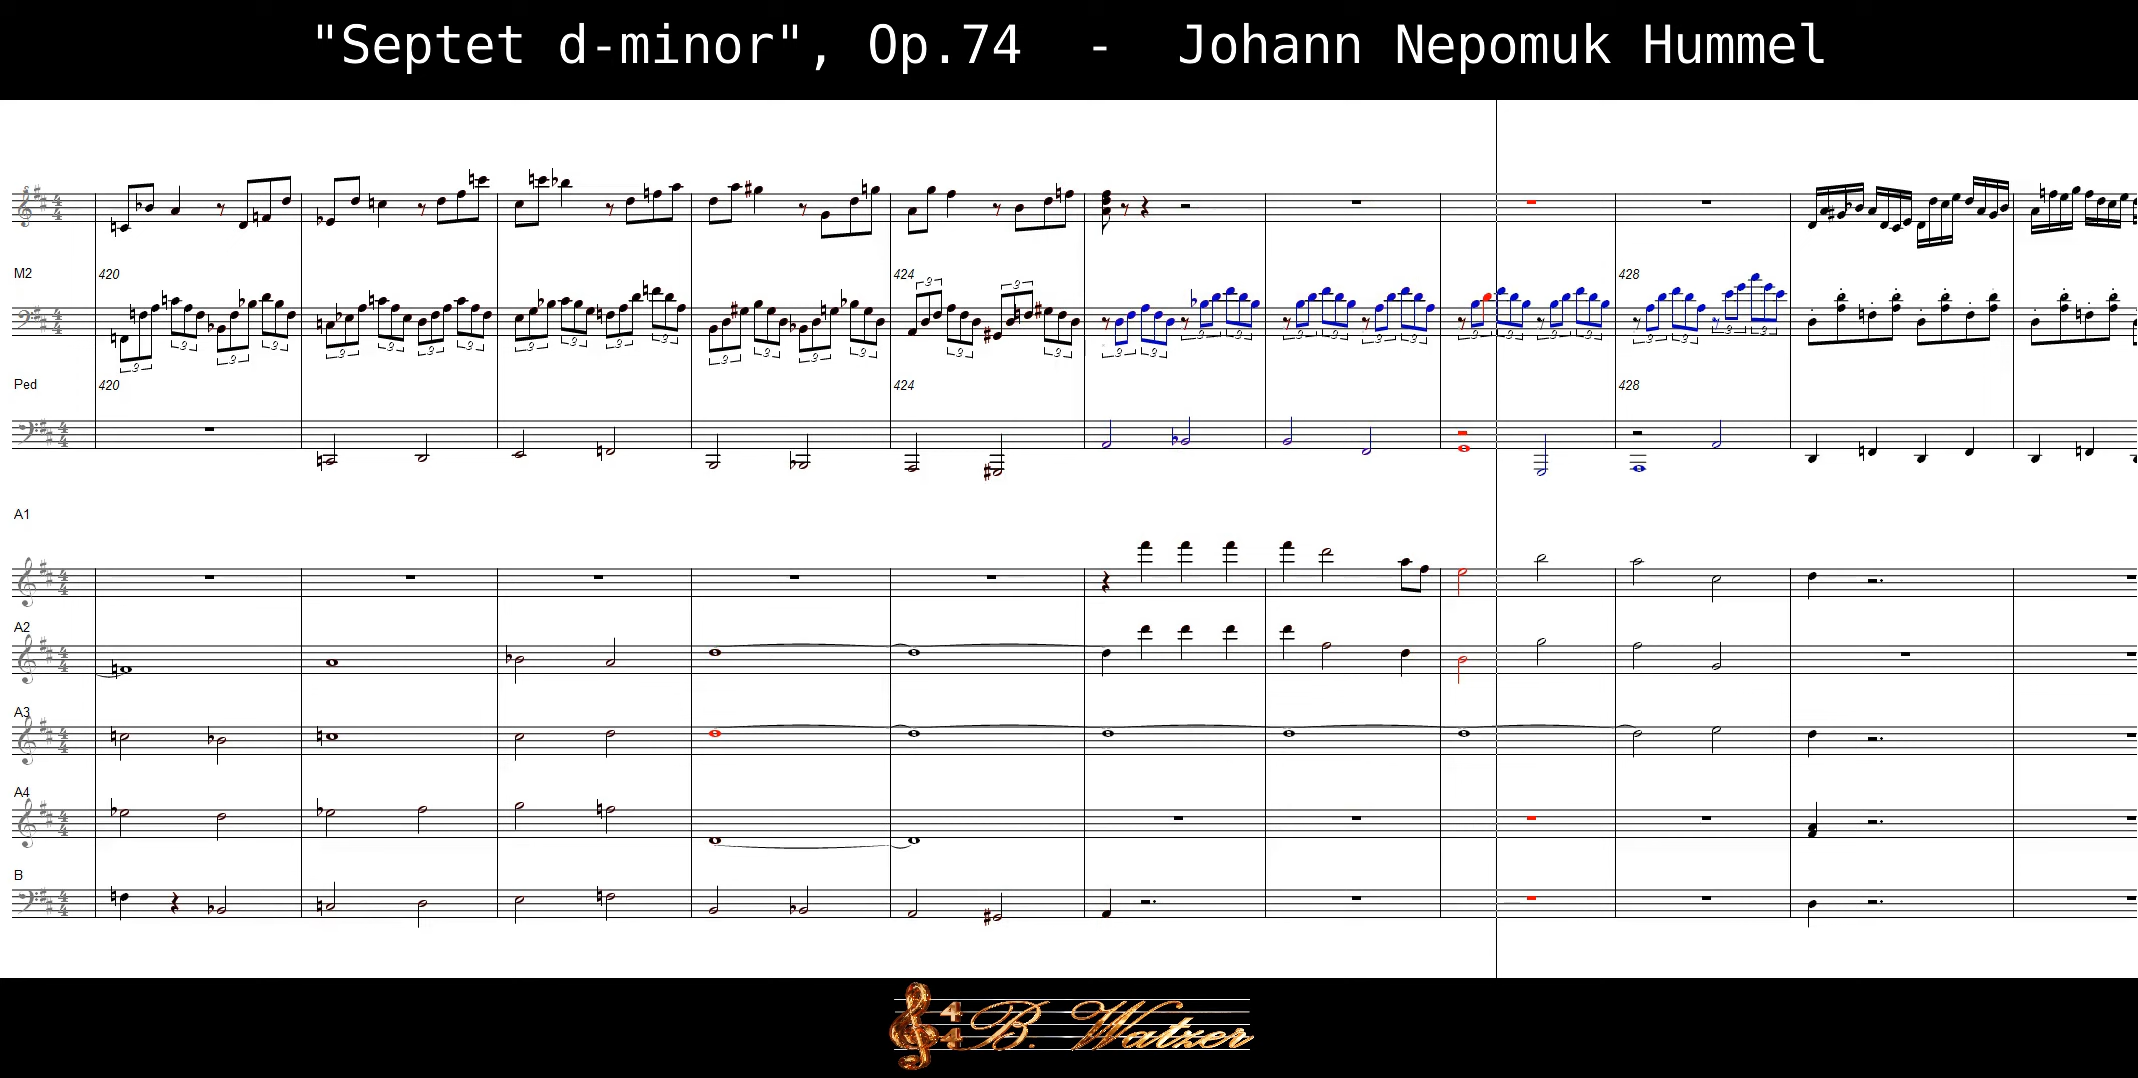 "Septet d-minor", Op.74 - Johann Nepomuk Hummel
M2
420
424
428
Ped
420
424
428
A1
A2
A3
A4
B
B. Watzer